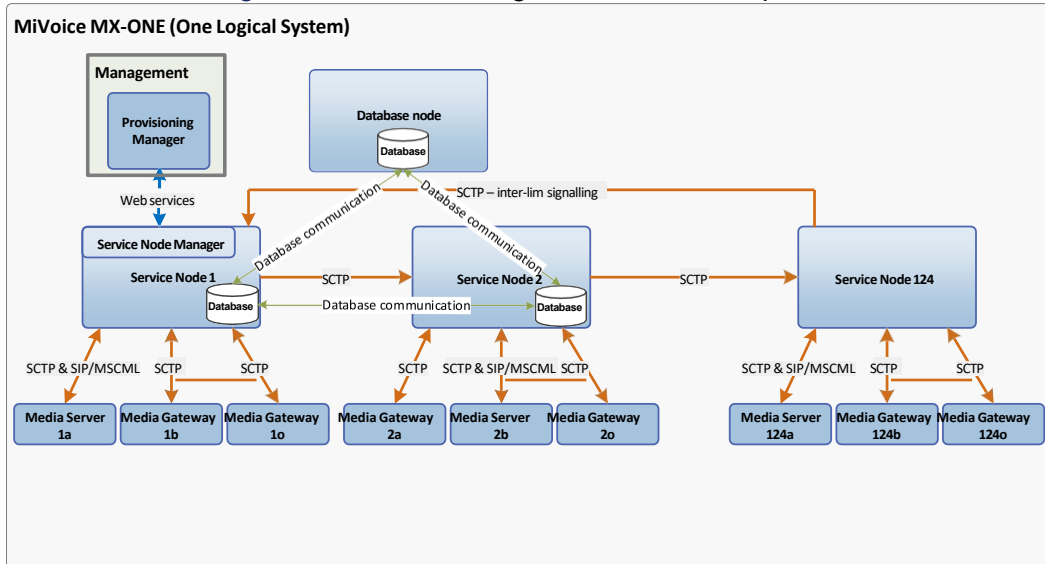 MiVoice MX-ONE (One Logical System)
Management
Provisioning
Manager
Database node
Database
Web services
SCTP – inter-lim signalling
Database communication
Database communication
Service Node Manager
Service Node 1
Database
SCTP
Database communication
Service Node 2
Database
SCTP
Service Node 124
SCTP & SIP/MSCML
SCTP
SCTP
SCTP
SCTP & SIP/MSCML
SCTP
SCTP & SIP/MSCML
SCTP
SCTP
Media Server
1a
Media Gateway
1b
Media Gateway
1o
Media Gateway
2a
Media Server
2b
Media Gateway
2o
Media Server
124a
Media Gateway
124b
Media Gateway
124o